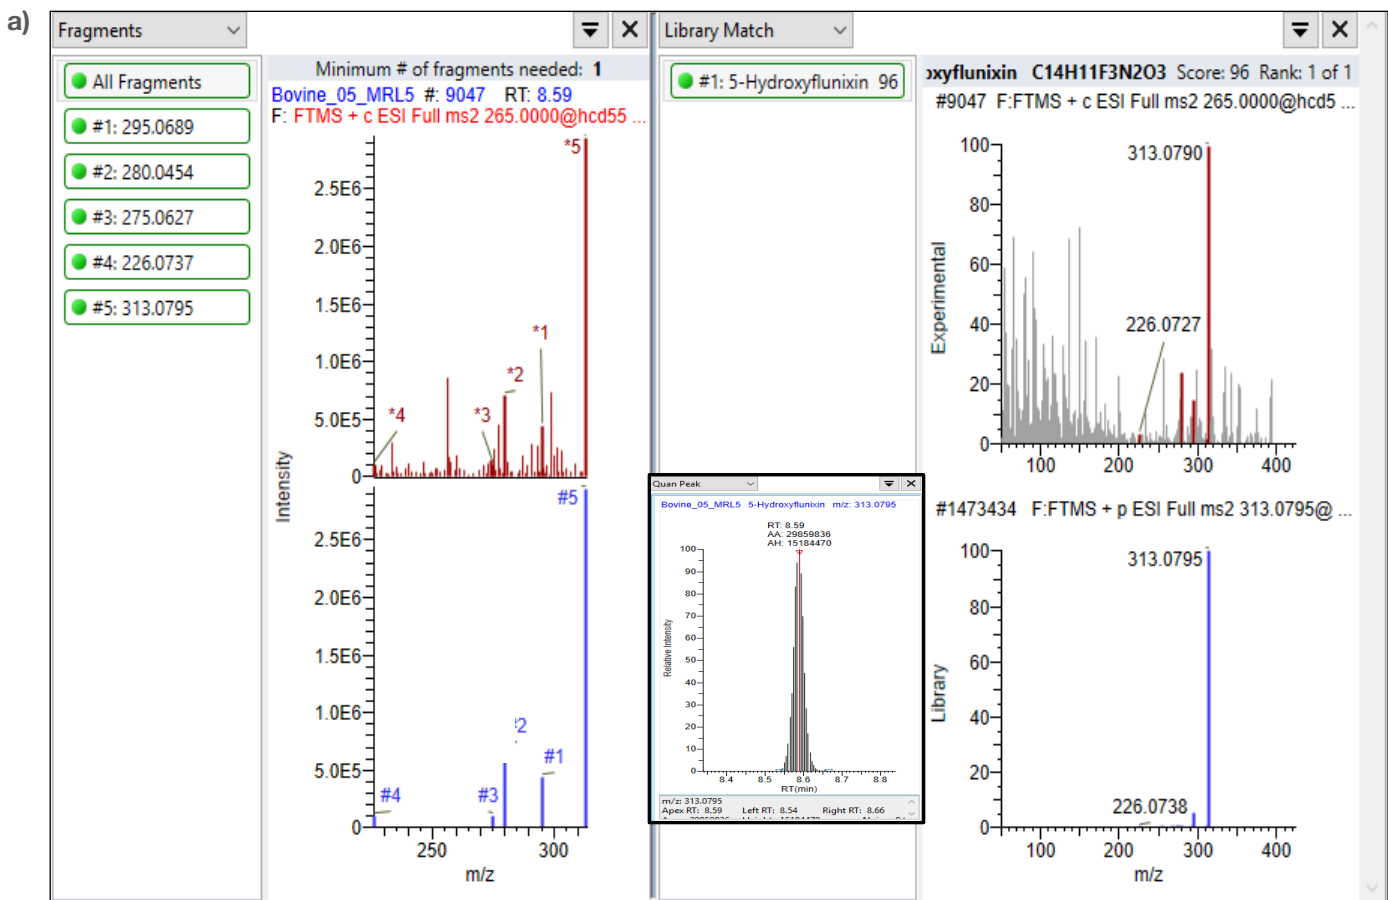 a)
Fragments
All Fragments
#1: 295.0689
#2: 280.0454
#3: 275.0627
#4: 226.0737
#5: 313.0795
Minimum # of fragments needed: 1
Bovine_05_MRL5 #: 9047 RT: 8.59
F: FTMS + c ESI Full ms2 265.0000@hcd55 ...
*5
2.5E6
2.0E6
1.5E6
*1
1.0E6
*2
*4
*3
5.0E5
0
Intensity
#5
2.5E6
2.0E6
1.5E6
1.0E6
#1
5.0E5
#4
#3
0
250
300
m/z
Library Match
#1: 5-Hydroxyflunixin 96
xyflunixin C14H11F3N2O3 Score: 96 Rank: 1 of 1
#9047 F:FTMS + c ESI Full ms2 265.0000@hcd5 ...
100
313.0790
80
60
226.0727
40
20
0
Experimental
100
200
300
400
Quan Peak
Bovine_05_MRL5 5-Hydroxyflunixin m/z: 313.0795
RT: 8.59
AA: 29859836
AH: 15184470
100
90
80
70
60
50
40
30
20
10
0
Relative Intensity
8.4
8.5
8.6
8.7
8.8
RT(min)
m/z: 313.0795
Apex RT: 8.59 Left RT: 8.54 Right RT: 8.66
#1473434 F:FTMS + p ESI Full ms2 313.0795@ ...
100
313.0795
80
60
40
20
226.0738
0
Library
100
200
300
400
m/z